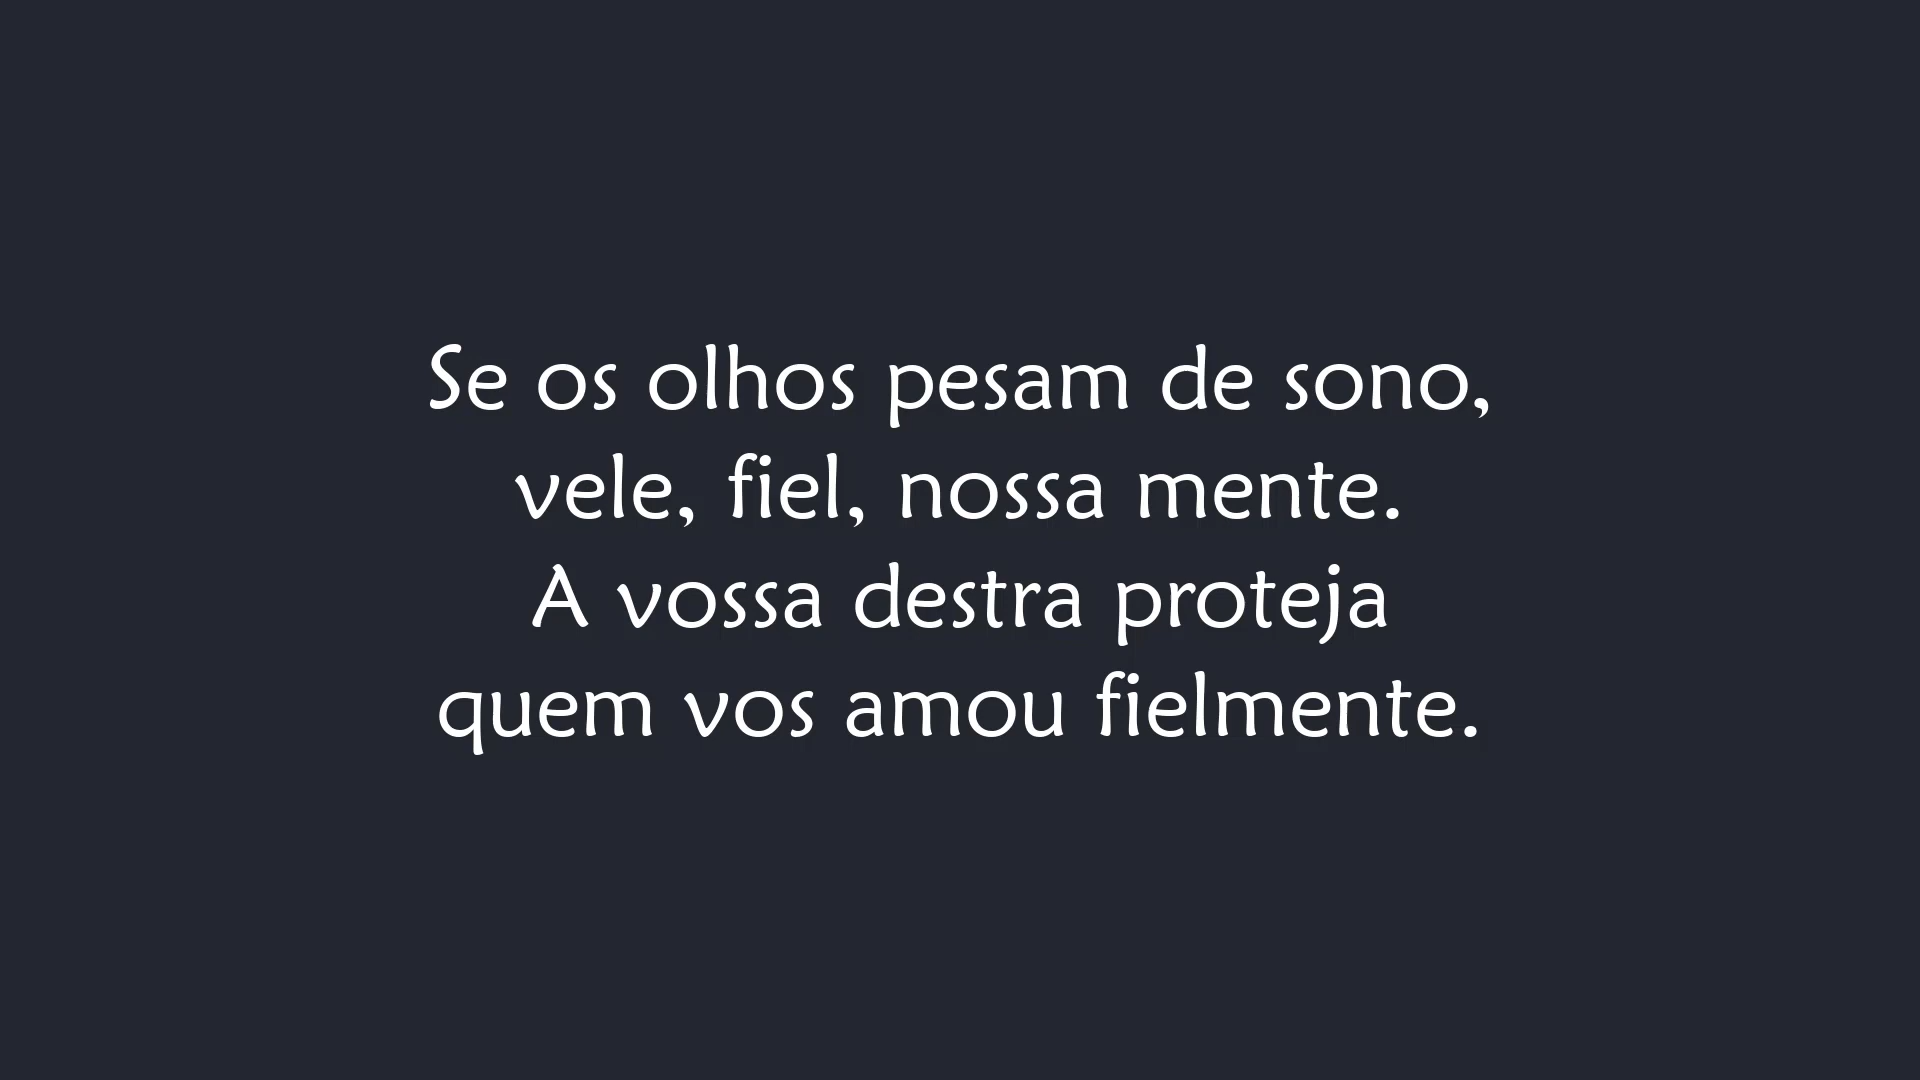 Se os olhos pesam de sono,
vele, fiel, nossa mente.
A vossa destra proteja
quem vos amou fielmente.